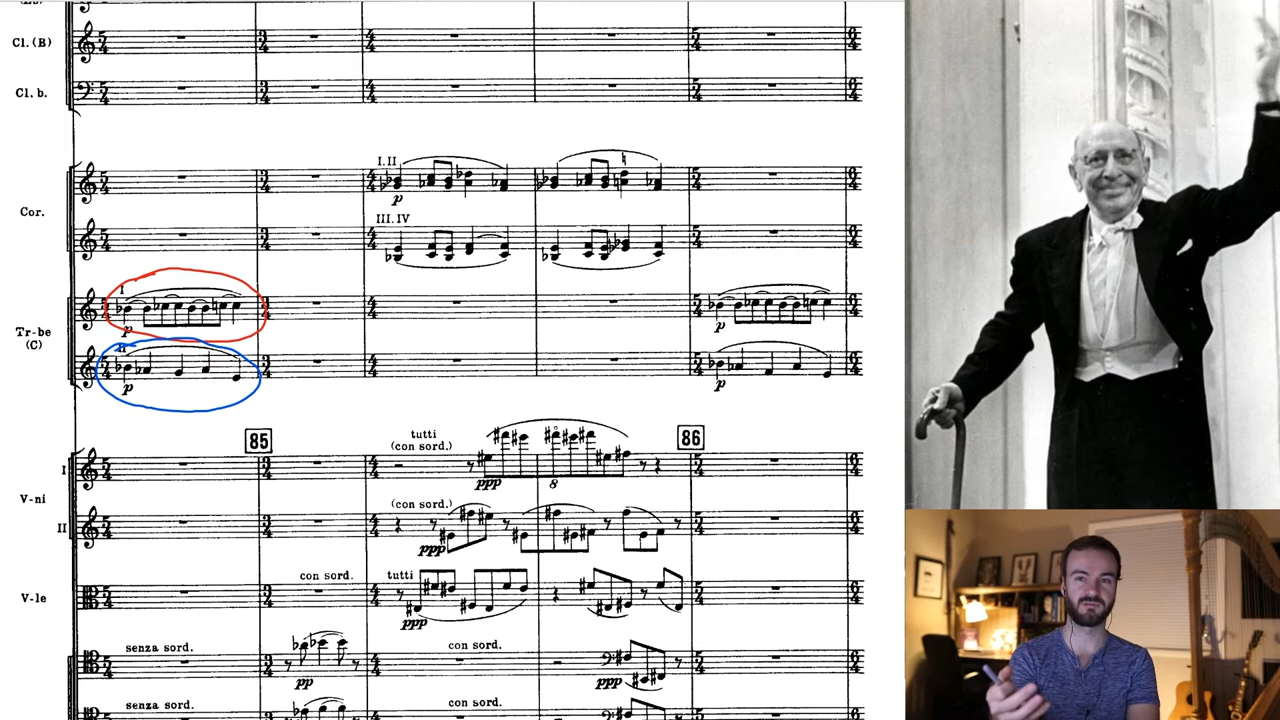 Cl. (B)
Cl. b.
I.II
p
Cor.
III.IV
I
p
p
Tr-be
(C)
II
p
p
85
86
tutti
(con sord.)
I
ppp
8
V-ni
(con sord.)
II
ppp
con sord.
tutti
V-le
ppp
senza sord.
con sord.
pp
ppp
senza sord.
con sord.